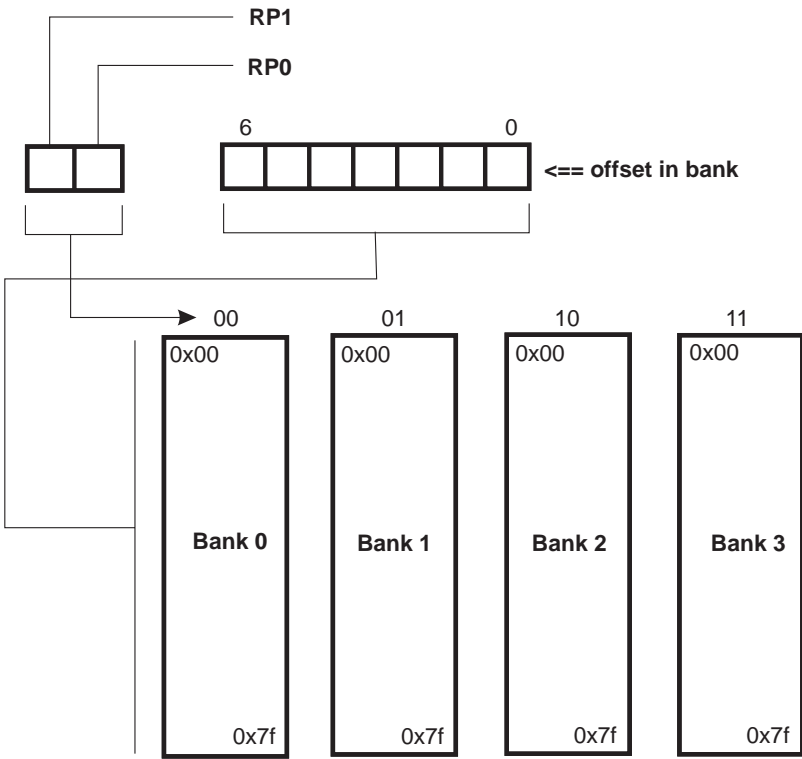 RP1
RP0
6 0
<== offset in bank
00 01 10 11
0x00 0x00 0x00 0x00
Bank 0 Bank 1 Bank 2 Bank 3
0x7f 0x7f 0x7f 0x7f